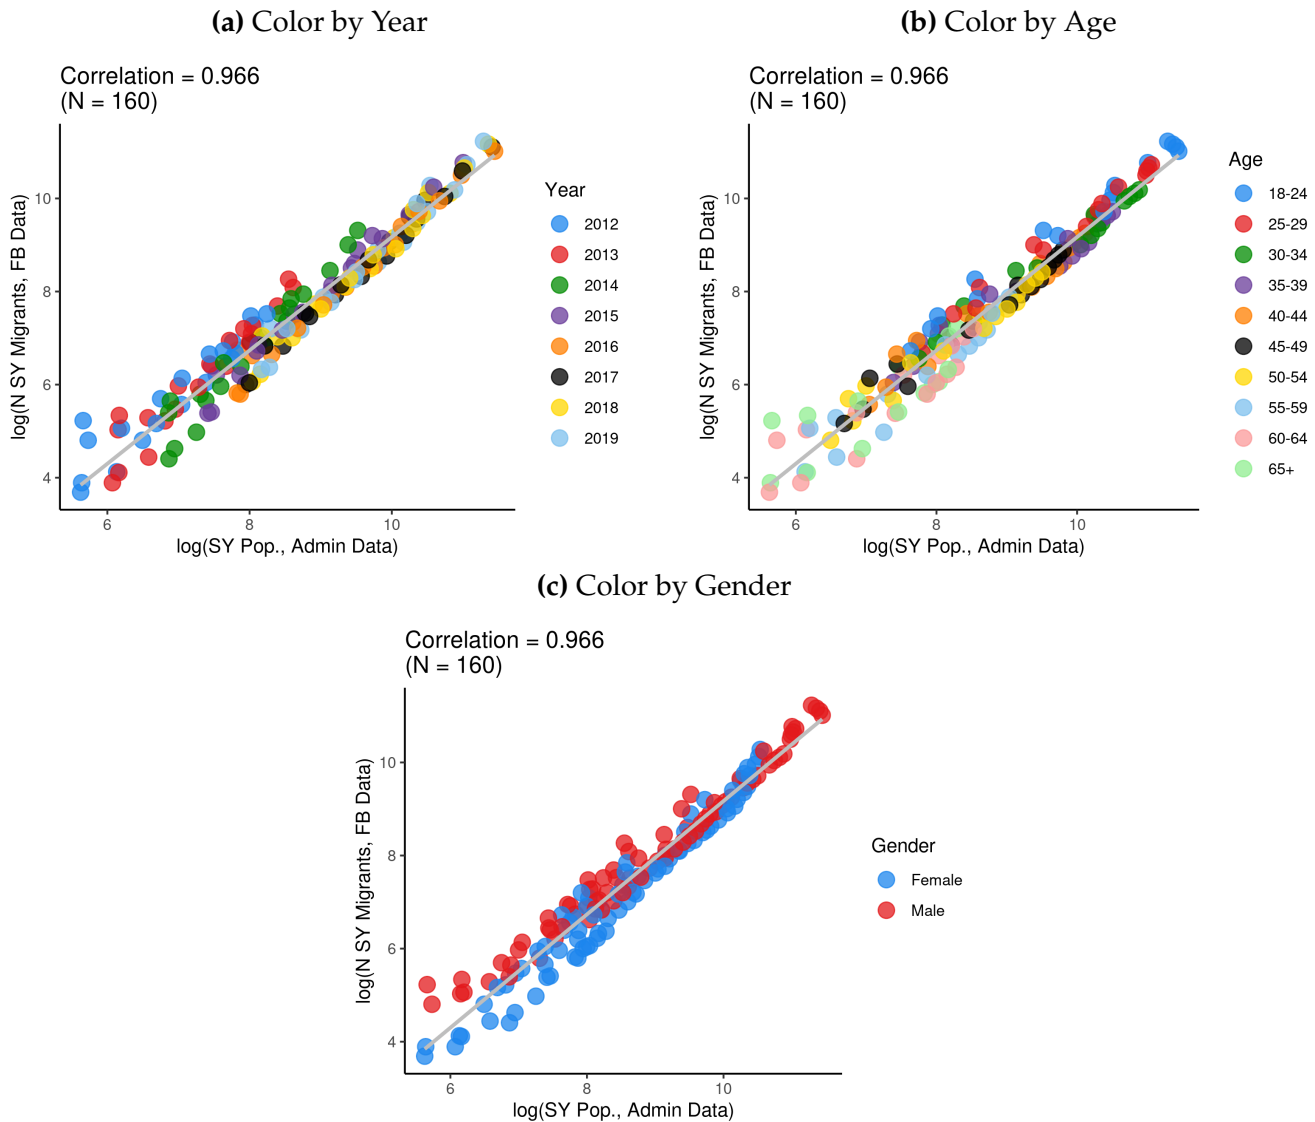 (a) Color by Year
Correlation = 0.966
(N = 160)
log(N SY Migrants, FB Data)
10
8
6
4
6
8
10
log(SY Pop., Admin Data)
Year
2012
2013
2014
2015
2016
2017
2018
2019
(b) Color by Age
Correlation = 0.966
(N = 160)
log(N SY Migrants, FB Data)
10
8
6
4
6
8
10
log(SY Pop., Admin Data)
Age
18-24
25-29
30-34
35-39
40-44
45-49
50-54
55-59
60-64
65+
(c) Color by Gender
Correlation = 0.966
(N = 160)
log(N SY Migrants, FB Data)
10
8
6
4
6
8
10
log(SY Pop., Admin Data)
Gender
Female
Male